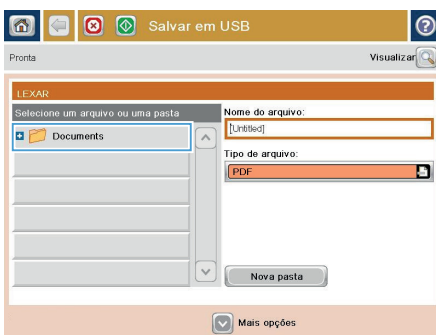 Salvar em USB
Pronta
Visualizar
LEXAR
Selecione um arquivo ou uma pasta
Nome do arquivo:
Documents
[Untitled]
Tipo de arquivo:
PDF
Nova pasta
Mais opções